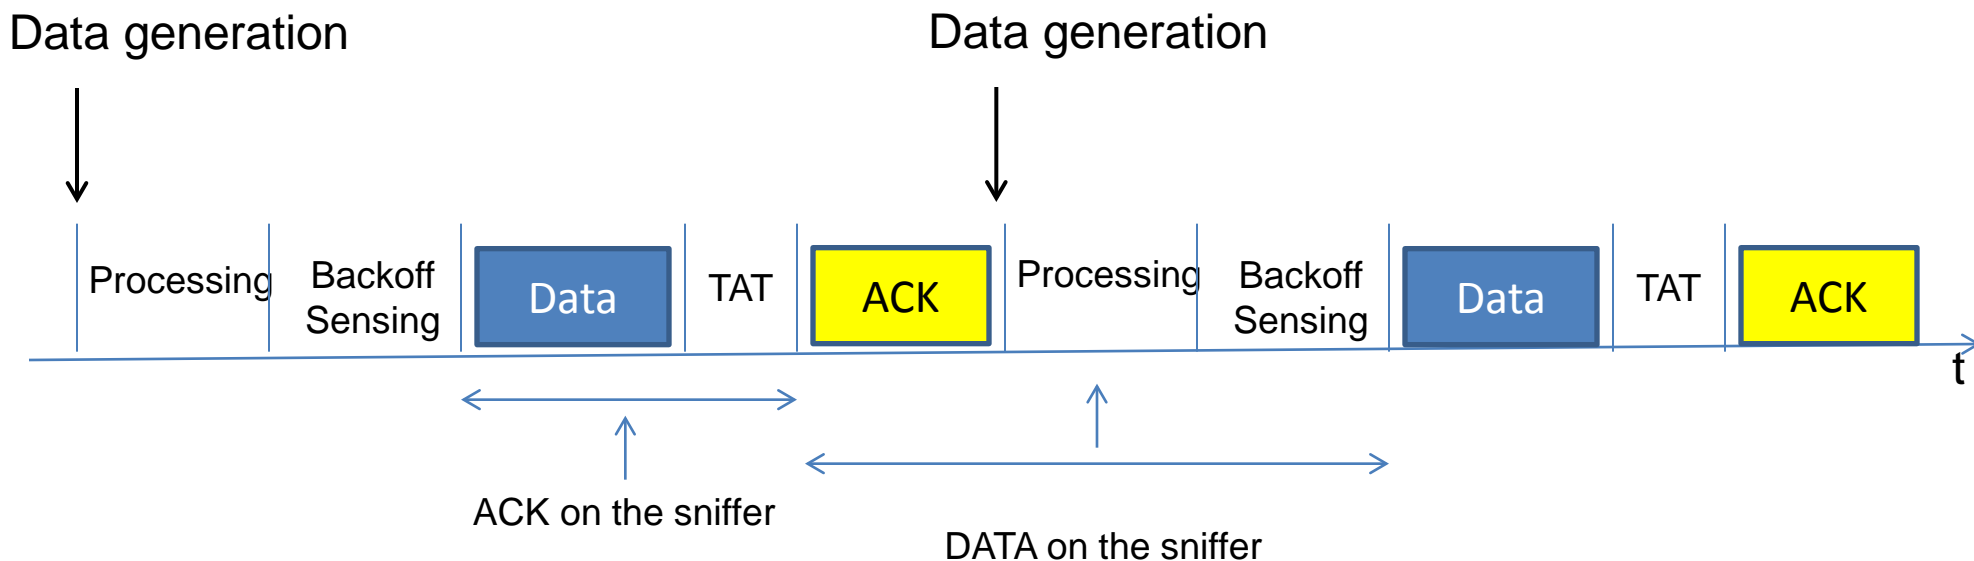 Data generation
Data generation
Processing
Backoff
Sensing
Data
TAT
ACK
Processing
Backoff
Sensing
Data
TAT
ACK
t
ACK on the sniffer
DATA on the sniffer